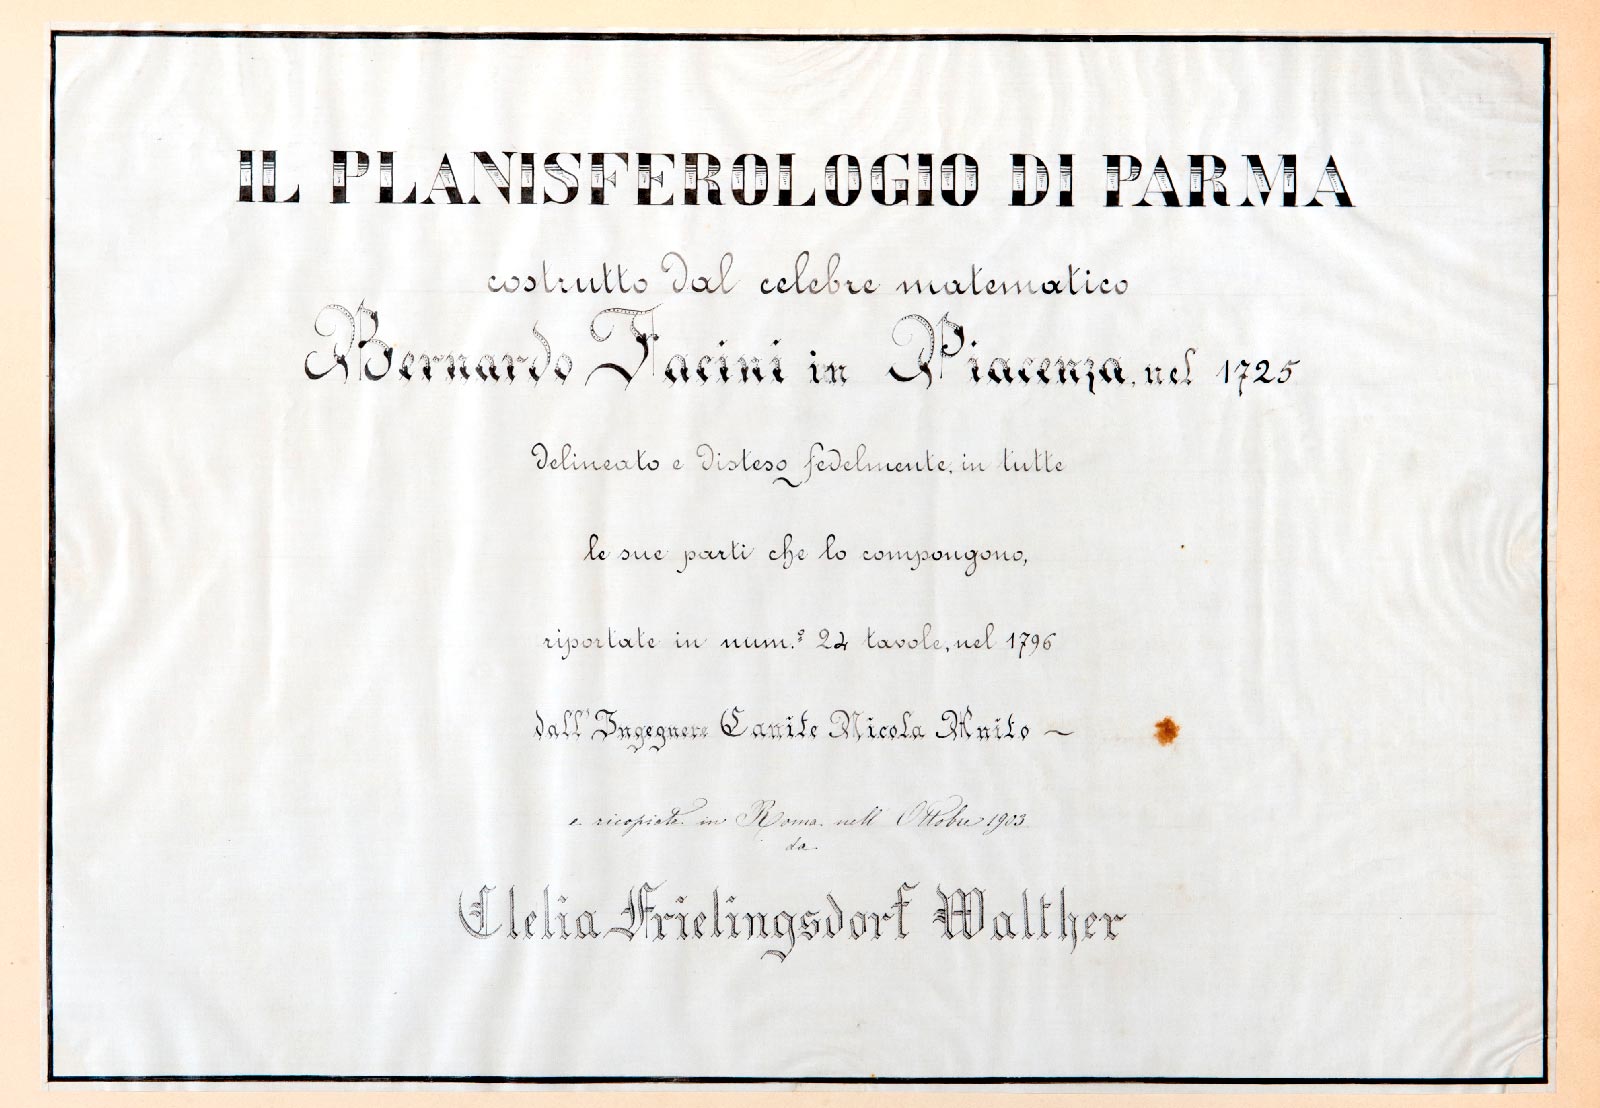 IL PLANISFEROLOGIO DI PARMA
costrutto dal celebre matematico
Bernardo Facini in Piacenza, nel 1725
delineato e disteso fedelmente, in tutte
le sue parti che lo compongono,
riportate in num.º 24 tavole, nel 1796
dall' Ingegnere Nicola
e ricopiate in Roma nell' Ottobre 1903
da
Clelia Frielingsdorf Walther